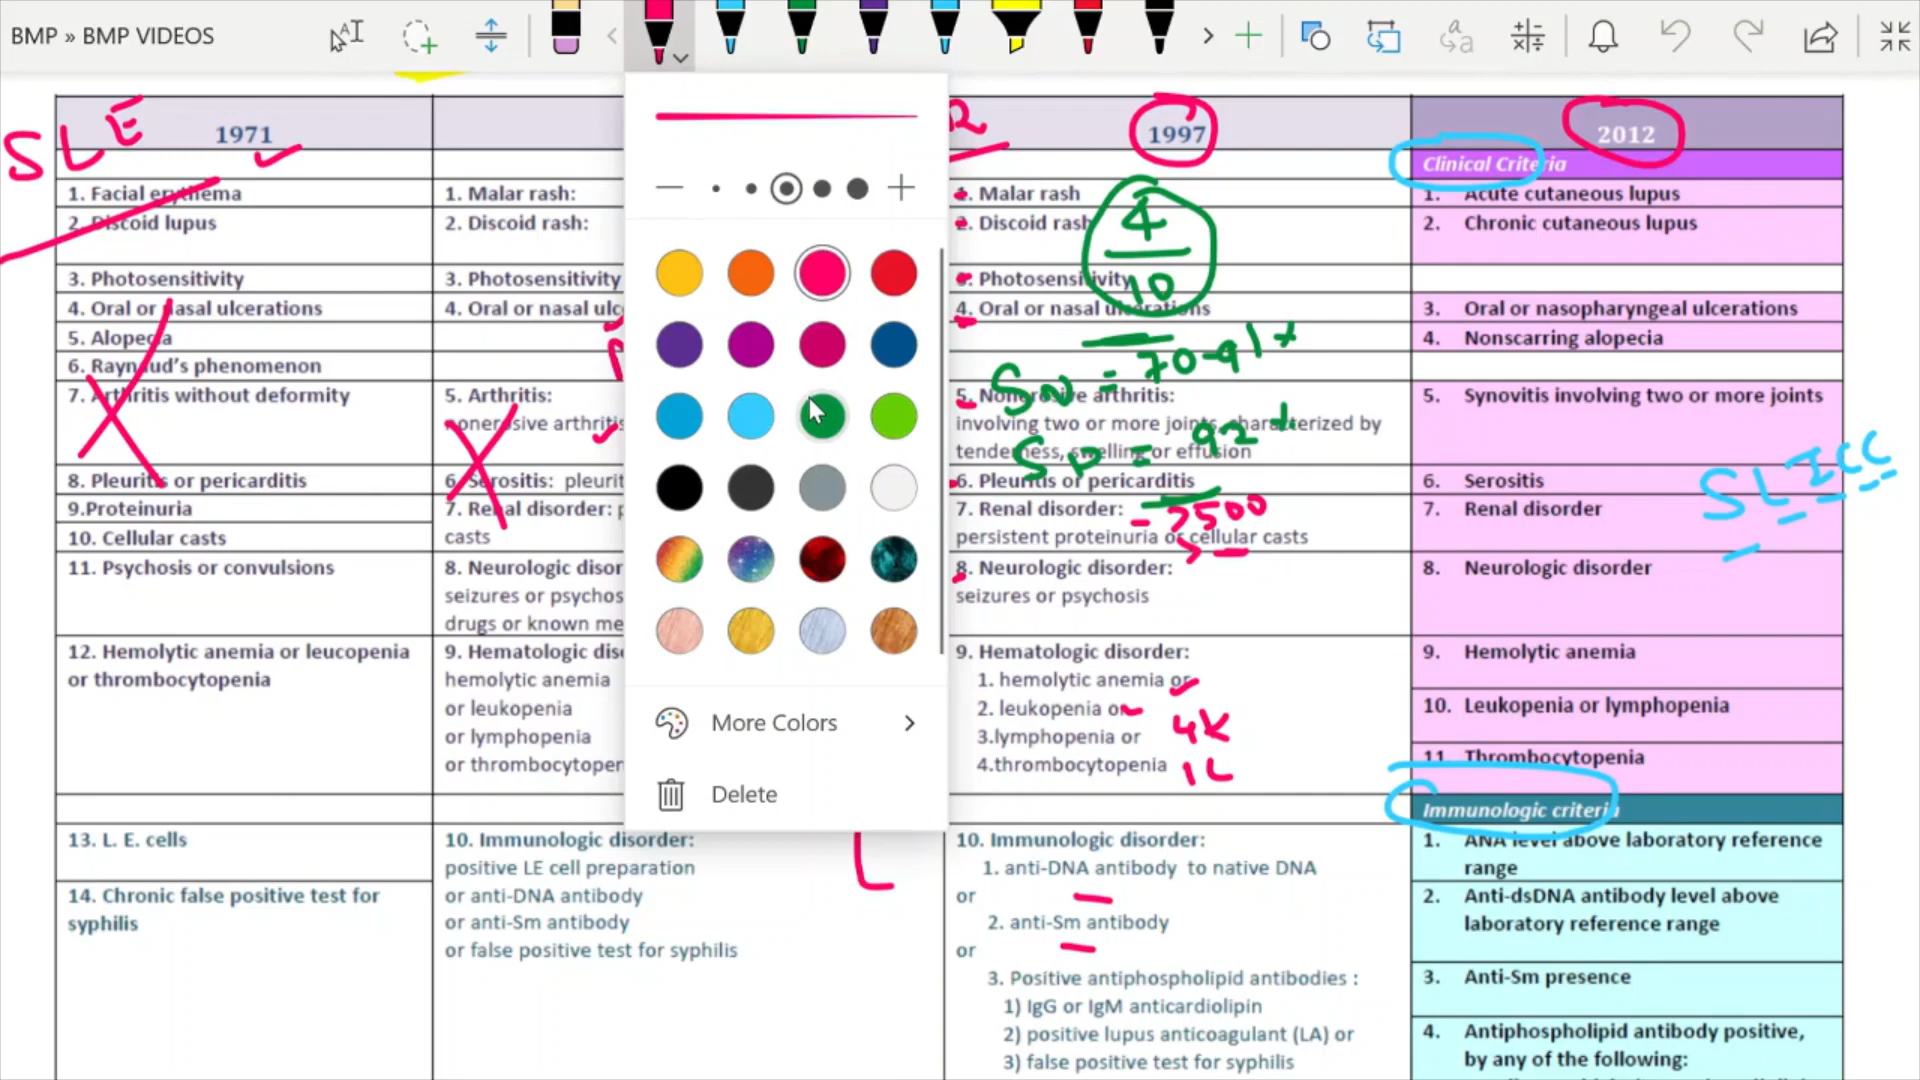 BMP » BMP VIDEOS
SLE
1971
1997
2012
Clinical Criteria
1. Facial erythema
2. Discoid lupus
3. Photosensitivity
4. Oral or nasal ulcerations
5. Alopecia
6. Raynaud's phenomenon
7. Arthritis without deformity
8. Pleuritis or pericarditis
9.Proteinuria
10. Cellular casts
11. Psychosis or convulsions
12. Hemolytic anemia or leucopenia
or thrombocytopenia
13. L. E. cells
14. Chronic false positive test for
syphilis
1. Malar rash:
2. Discoid rash:
3. Photosensitivity
4. Oral or nasal
5. Arthritis:
nonerosive
6. Serositis:
7. Renal disorder:
casts
8. Neurologic
seizures or
drugs or known
9. Hematologic
hemolytic anemia
or leukopenia
or lymphopenia
or
10. Immunologic disorder:
positive LE cell preparation
or anti-DNA antibody
or anti-Sm antibody
or false positive test for syphilis
More Colors
Delete
1. Malar rash
2. Discoid rash
3. Photosensitivity
4. Oral or nasal ulcerations
5. Nonerosive arthritis:
involving two or more joints, characterized by
tenderness, swelling or effusion
6. Pleuritis or pericarditis
7. Renal disorder:
persistent proteinuria or cellular casts
8. Neurologic disorder:
seizures or psychosis
9. Hematologic disorder:
1. hemolytic anemia or
2. leukopenia or
3.lymphopenia or
4.thrombocytopenia
10. Immunologic disorder:
1. anti-DNA antibody to native DNA
or
2. anti-Sm antibody
or
3. Positive antiphospholipid antibodies :
1) IgG or IgM anticardiolipin
2) positive lupus anticoagulant (LA) or
3) false positive test for syphilis
4
10
4K
1. Acute cutaneous lupus
2. Chronic cutaneous lupus
3. Oral or nasopharyngeal ulcerations
4. Nonscarring alopecia
5. Synovitis involving two or more joints
6. Serositis
7. Renal disorder
8. Neurologic disorder
9. Hemolytic anemia
10. Leukopenia or lymphopenia
11. Thrombocytopenia
SLICC
Immunologic criteria
1. ANA level above laboratory reference
range
2. Anti-dsDNA antibody level above
laboratory reference range
3. Anti-Sm presence
4. Antiphospholipid antibody positive,
by any of the following: